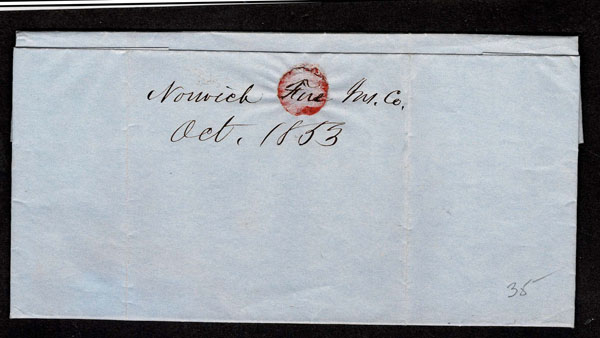 Norwich Fire Ins. Co.
Oct. 1853
35